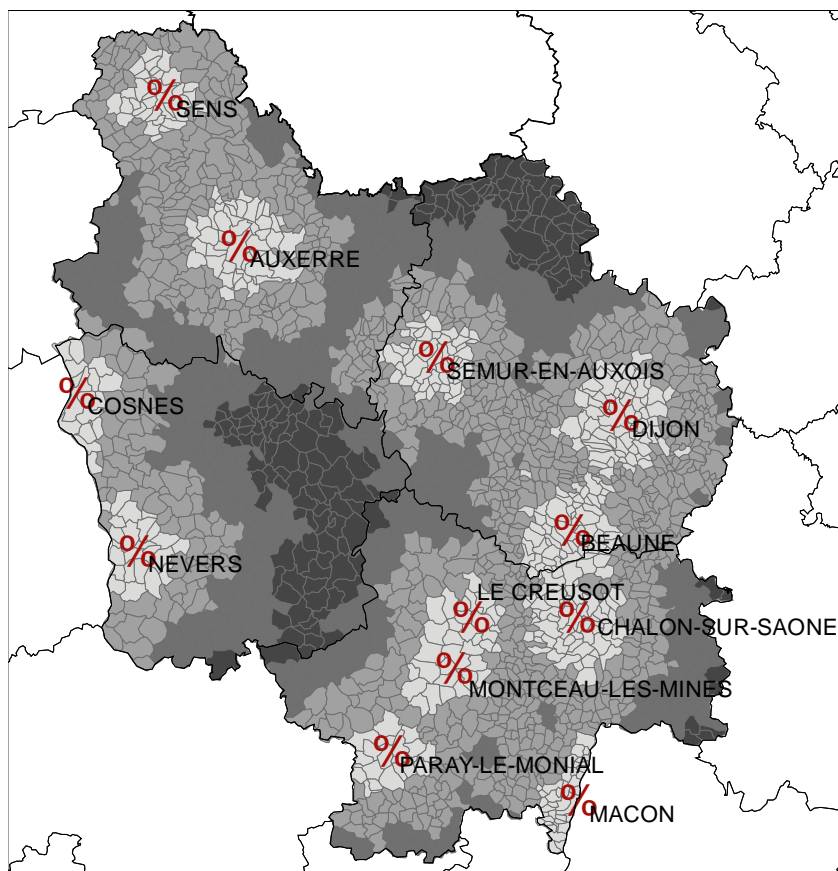 %
SENS
%
AUXERRE
%
SEMUR-EN-AUXOIS
%
COSNES
%
DIJON
%
BEAUNE
%
NEVERS
LE CREUSOT
%
%
CHALON-SUR-SAONE
%
MONTCEAU-LES-MINES
%
PARAY-LE-MONIAL
%
MACON